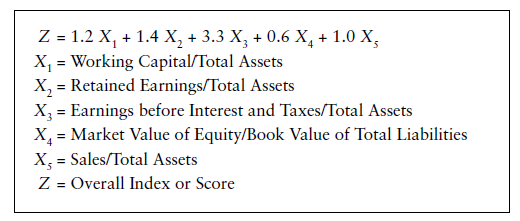 Z = 1.2 X₁ + 1.4 X₂ + 3.3 X₃ + 0.6 X₄ + 1.0 X₅
X₁ = Working Capital/Total Assets
X₂ = Retained Earnings/Total Assets
X₃ = Earnings before Interest and Taxes/Total Assets
X₄ = Market Value of Equity/Book Value of Total Liabilities
X₅ = Sales/Total Assets
Z = Overall Index or Score